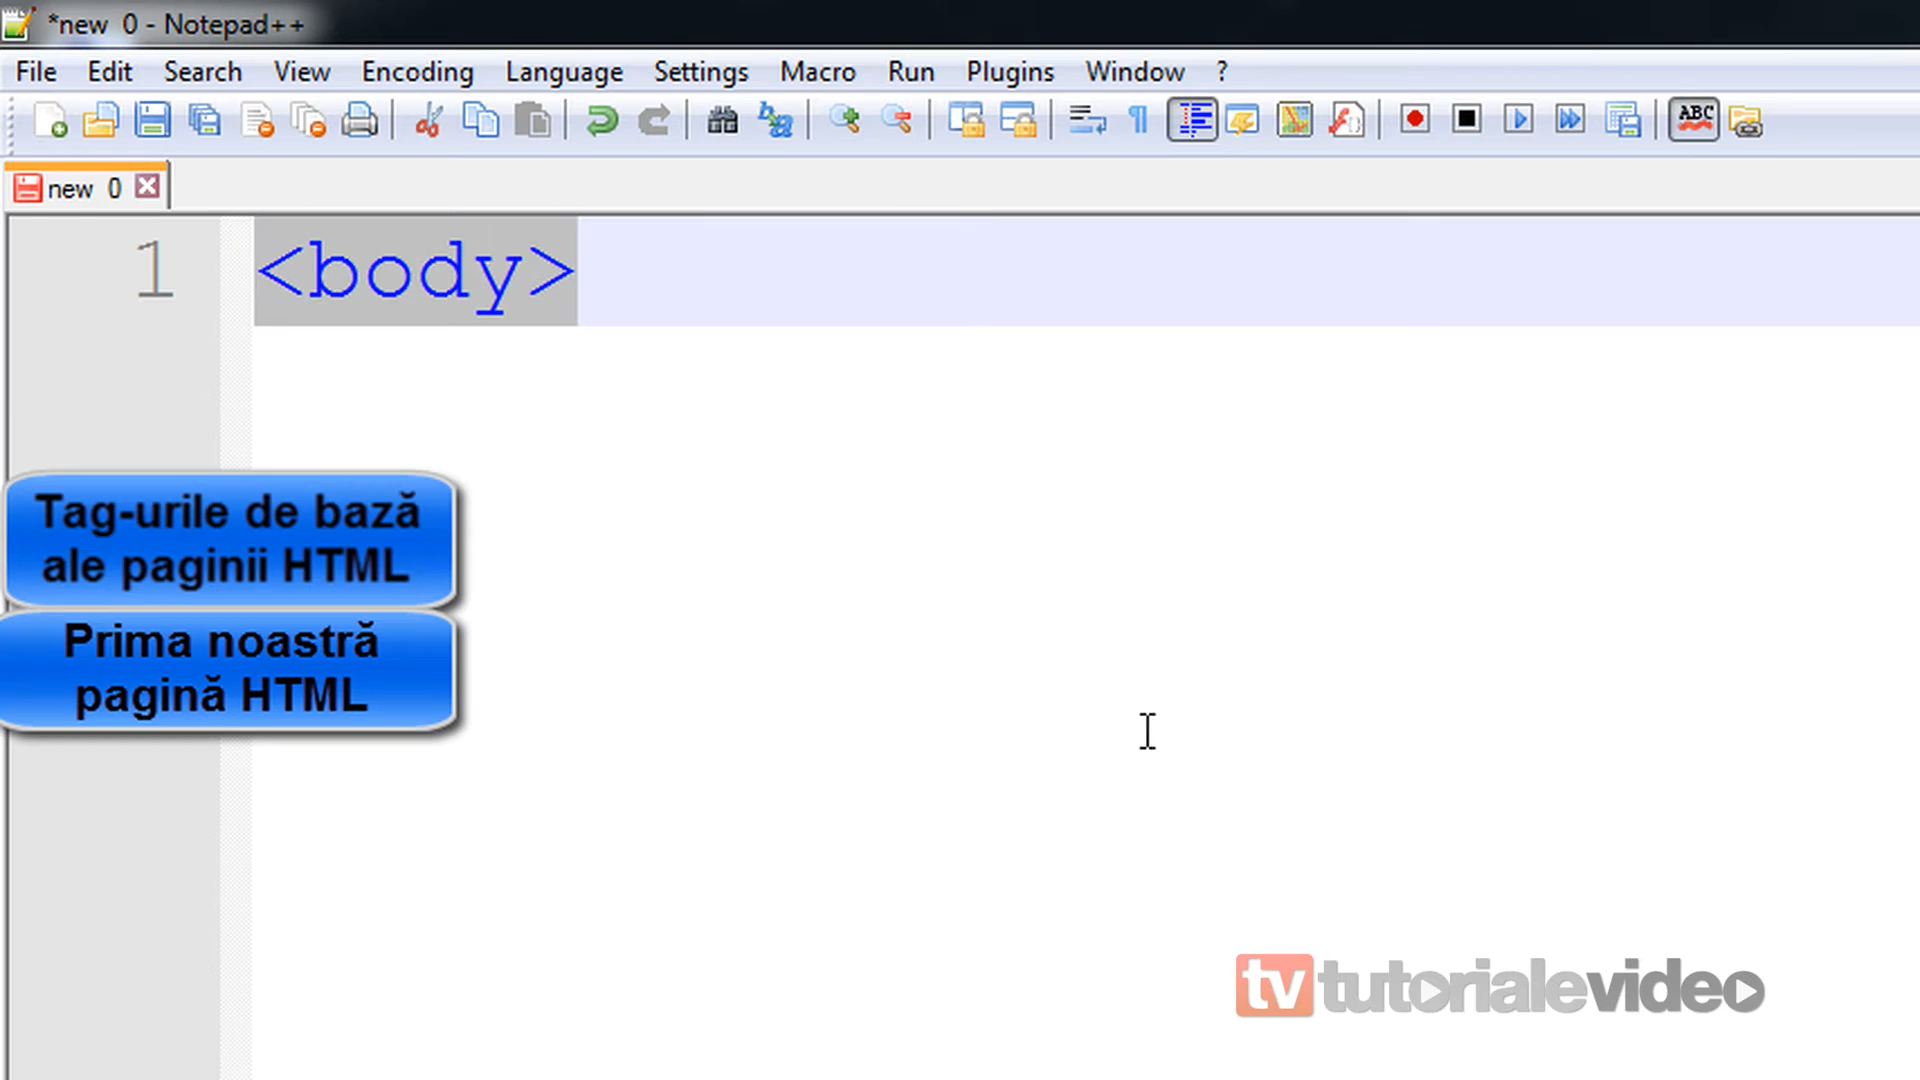 *new  0 - Notepad++
File Edit Search View Encoding Language Settings Macro Run Plugins Window ?
ABC
new  0
1 <body>
Tag-urile de bază
ale paginii HTML
Prima noastră
pagină HTML
tv tutorialevideo